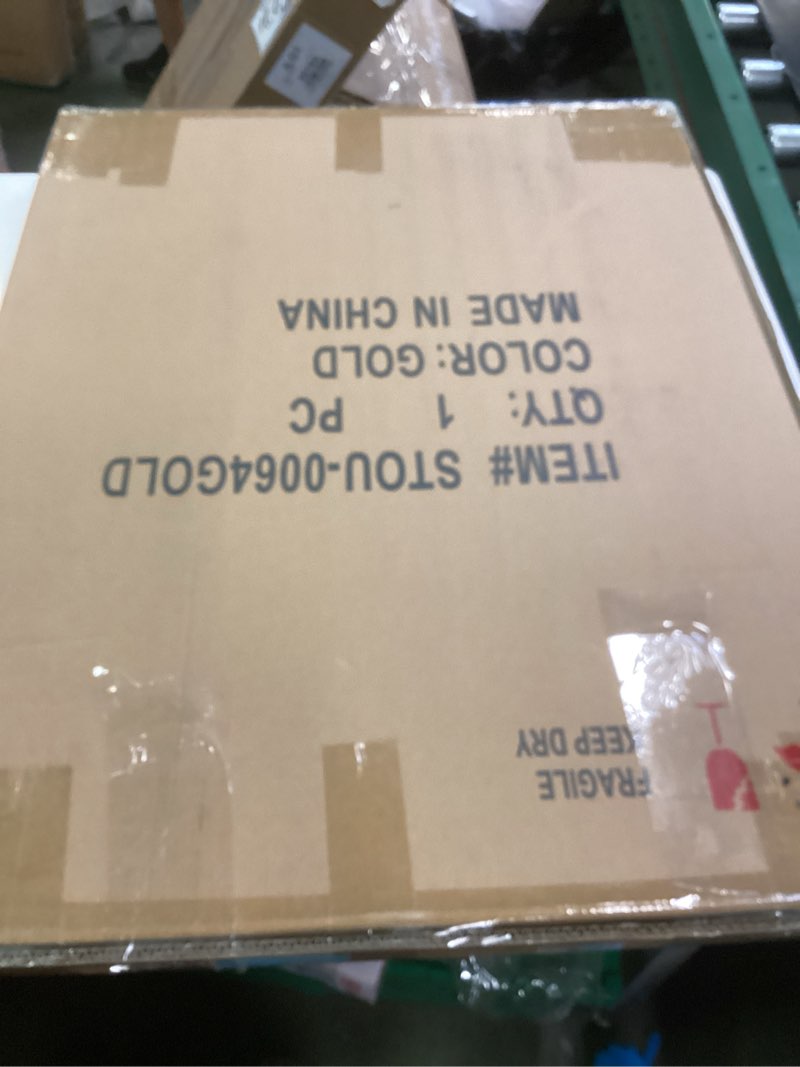 FRAGILE
KEEP DRY
ITEM# STOU-0064GOLD
QTY: 1 PC
COLOR: GOLD
MADE IN CHINA